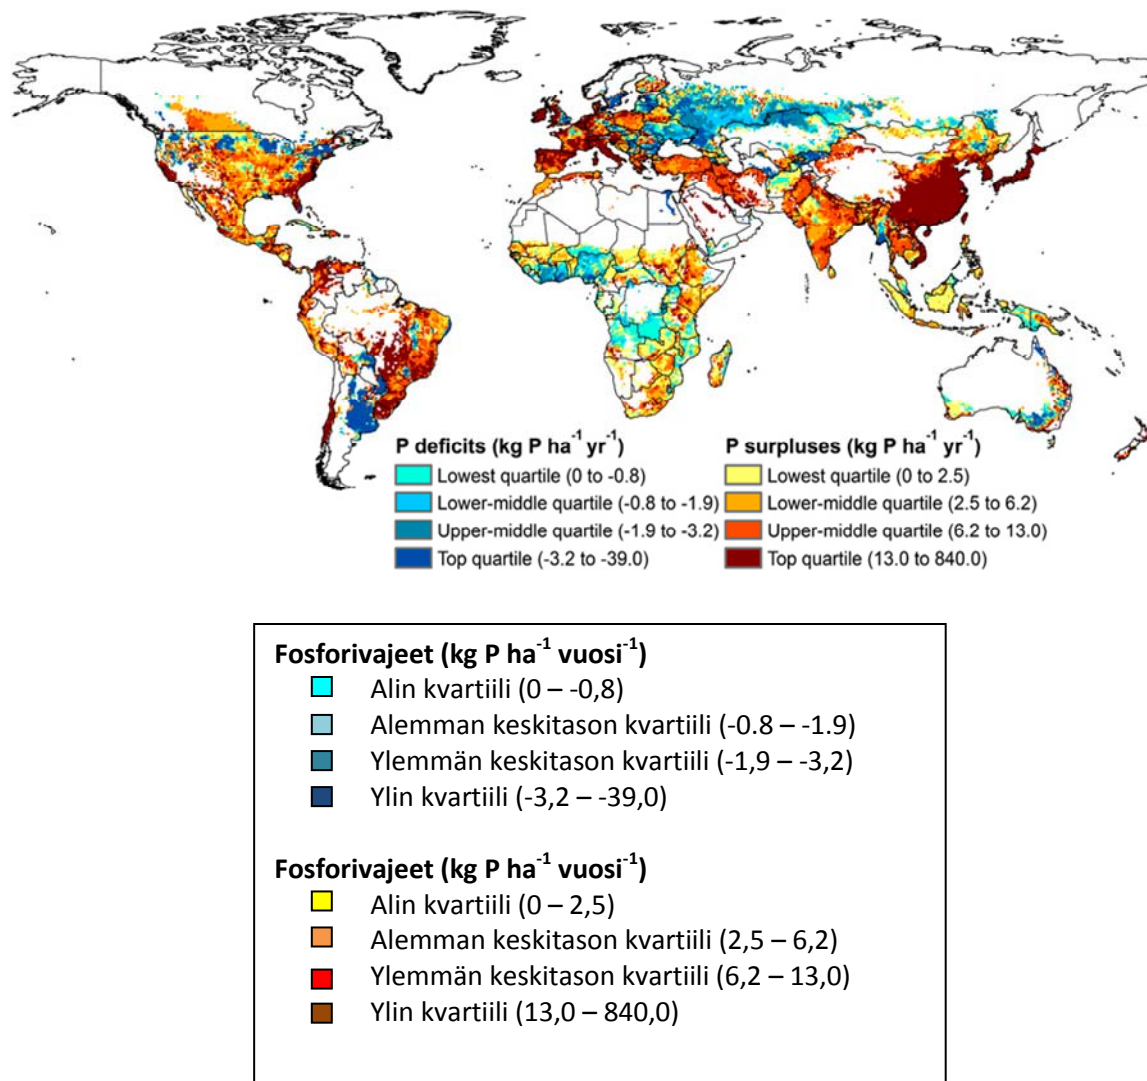 P deficits (kg P ha⁻¹ yr⁻¹)
Lowest quartile (0 to -0.8)
Lower-middle quartile (-0.8 to -1.9)
Upper-middle quartile (-1.9 to -3.2)
Top quartile (-3.2 to -39.0)
P surpluses (kg P ha⁻¹ yr⁻¹)
Lowest quartile (0 to 2.5)
Lower-middle quartile (2.5 to 6.2)
Upper-middle quartile (6.2 to 13.0)
Top quartile (13.0 to 840.0)
Fosforivajeet (kg P ha⁻¹ vuosi⁻¹)
Alin kvartiili (0 – -0,8)
Alemman keskitason kvartiili (-0.8 – -1.9)
Ylemmän keskitason kvartiili (-1,9 – -3,2)
Ylin kvartiili (-3,2 – -39,0)
Fosforivajeet (kg P ha⁻¹ vuosi⁻¹)
Alin kvartiili (0 – 2,5)
Alemman keskitason kvartiili (2,5 – 6,2)
Ylemmän keskitason kvartiili (6,2 – 13,0)
Ylin kvartiili (13,0 – 840,0)